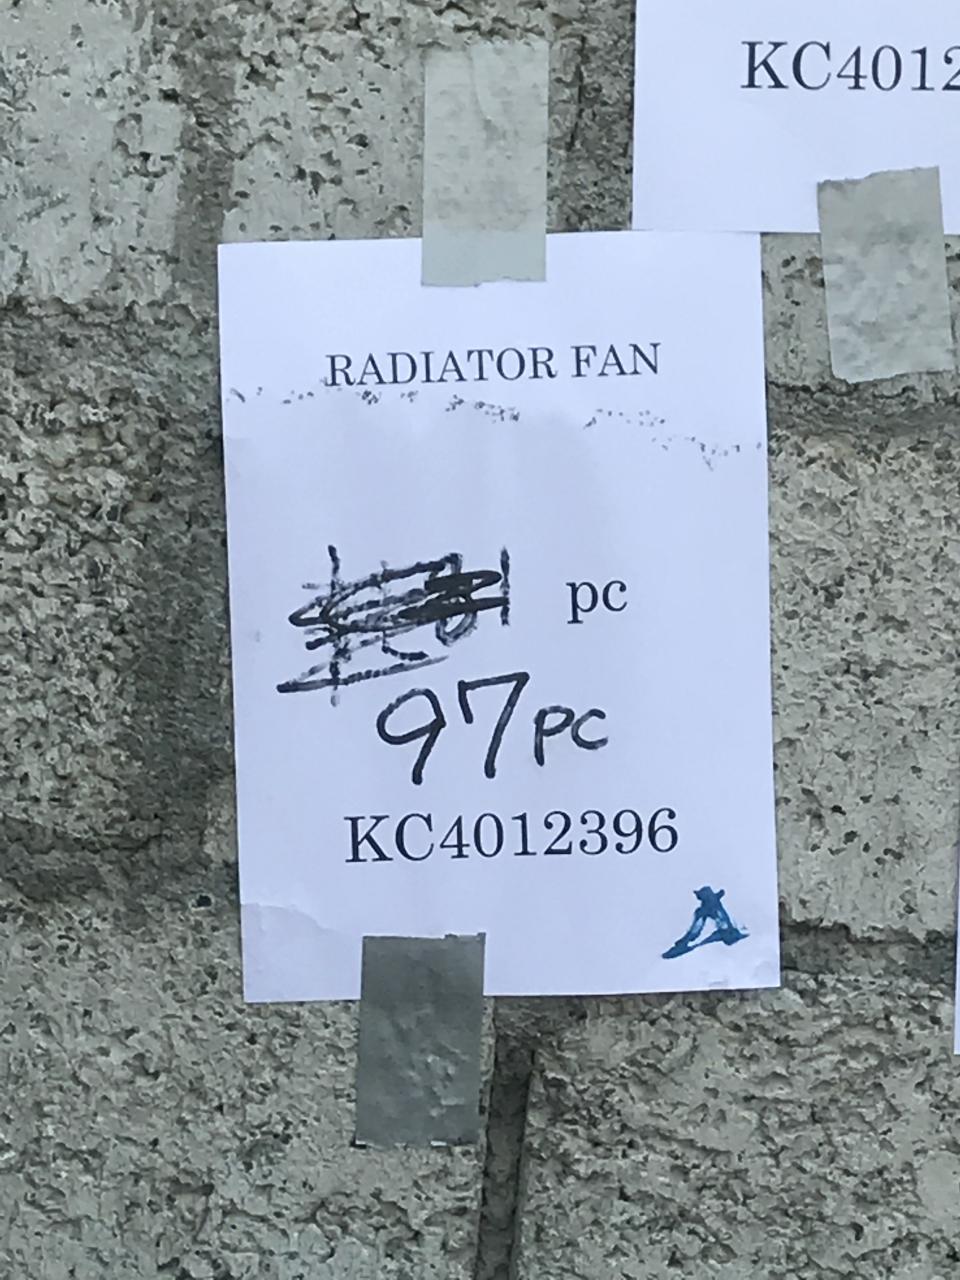 KC4012
RADIATOR FAN
pc
97pc
KC4012396